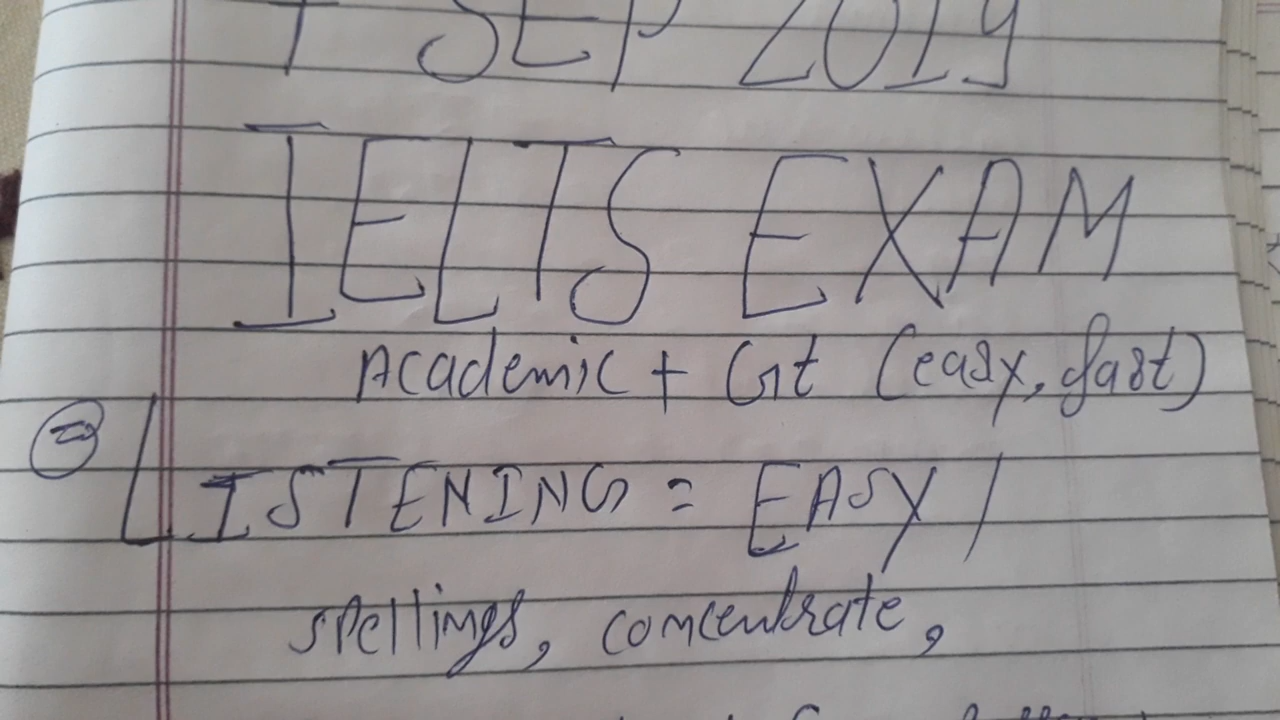 SEP 2019
IELTS EXAM
Academic + Gt (easy, fast)
⇒ LISTENING = EASY /
spellings, concentrate,